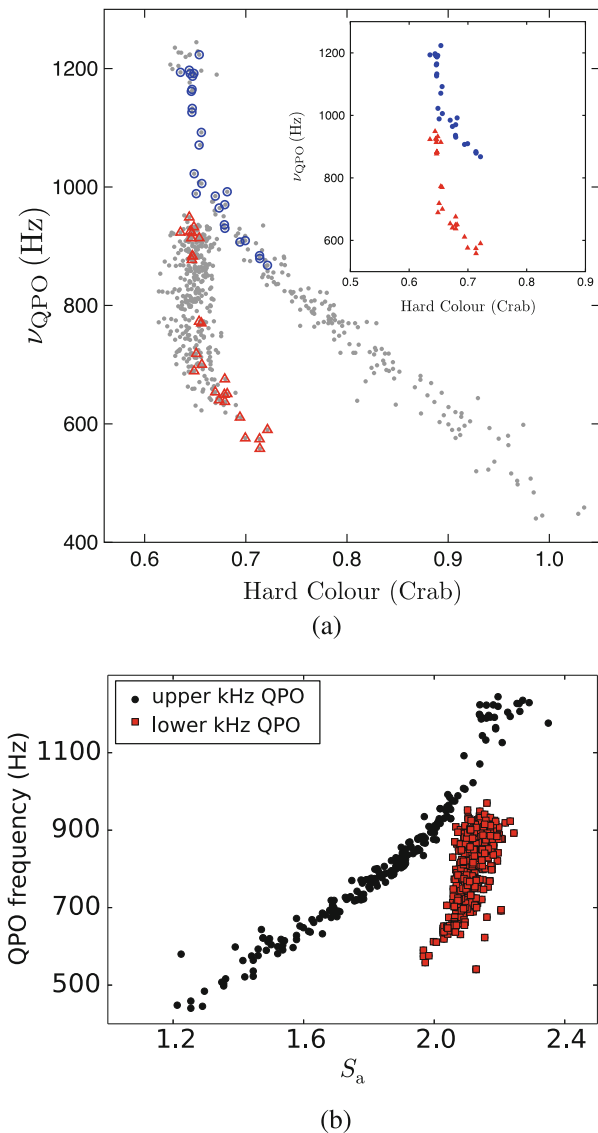 1200
1000
800
600
400
0.6 0.7 0.8 0.9 1.0
νQPO (Hz)
Hard Colour (Crab)
1200
1000
800
600
0.5 0.6 0.7 0.8 0.9
νQPO (Hz)
Hard Colour (Crab)
(a)
upper kHz QPO
lower kHz QPO
1100
900
700
500
1.2 1.6 2.0 2.4
QPO frequency (Hz)
Sa
(b)